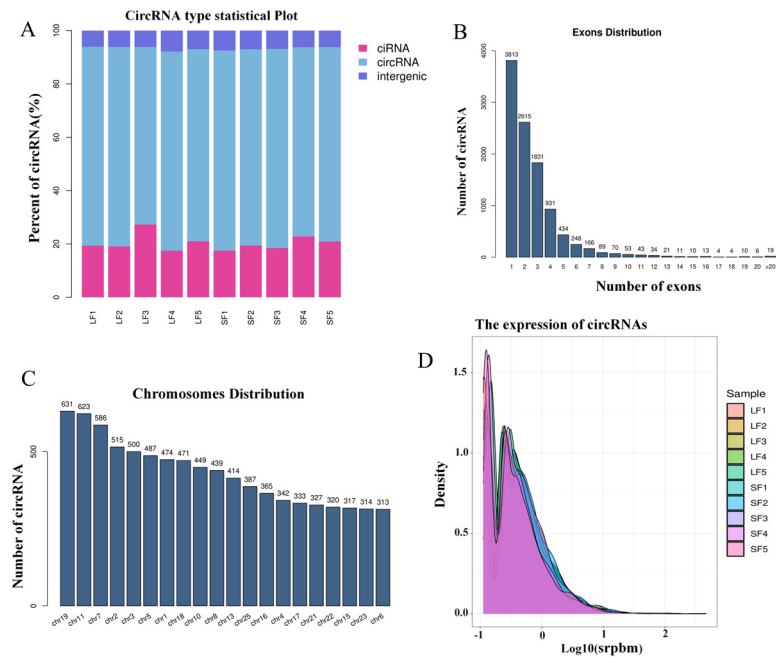 A
CircRNA type statistical Plot
Percent of circRNA(%)
100
80
60
40
20
0
LF1 LF2 LF3 LF4 LF5 SF1 SF2 SF3 SF4 SF5
ciRNA
circRNA
intergenic
B
Exons Distribution
Number of circRNA
4000
3000
2000
1000
0
3813 2615 1831 931 434 248 166 89 70 53 43 34 21 14 11 10 13 4 4 10 6 19
1 2 3 4 5 6 7 8 9 10 11 12 13 14 15 16 17 18 19 20 >20
Number of exons
C
Chromosomes Distribution
Number of circRNA
500
0
631 623 586 515 500 487 474 471 449 439 414 387 365 342 333 327 320 317 314 313
chr19 chr11 chr7 chr2 chr3 chr5 chr1 chr18 chr10 chr8 chr13 chr25 chr16 chr4 chr17 chr21 chr22 chr15 chr23 chr6
D
The expression of circRNAs
Density
1.5
1.0
0.5
0.0
-1 0 1 2
Log10(srpbm)
Sample
LF1
LF2
LF3
LF4
LF5
SF1
SF2
SF3
SF4
SF5